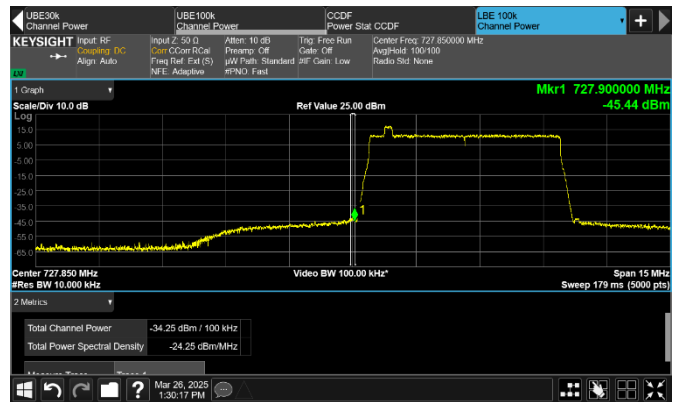 UBE30k
Channel Power
UBE100k
Channel Power
CCDF
Power Stat CCDF
LBE 100k
Channel Power
KEYSIGHT
Input: RF
Coupling: DC
Align: Auto
Input Z: 50 Ω
Corr CCorr RCal
Freq Ref: Ext (S)
NFE: Adaptive
Atten: 10 dB
Preamp: Off
µW Path: Standard
#PNO: Fast
Trig: Free Run
Gate: Off
#IF Gain: Low
Center Freq: 727.850000 MHz
Avg|Hold: 100/100
Radio Std: None
LXI
1 Graph
Mkr1 727.900000 MHz
Scale/Div 10.0 dB
Ref Value 25.00 dBm
-45.44 dBm
Log
15.0
5.00
-5.00
-15.0
-25.0
-35.0
-45.0
-55.0
-65.0
1
Center 727.850 MHz
Video BW 100.00 kHz*
Span 15 MHz
#Res BW 10.000 kHz
Sweep 179 ms (5000 pts)
2 Metrics
Total Channel Power -34.25 dBm / 100 kHz
Total Power Spectral Density -24.25 dBm/MHz
?
Mar 26, 2025
1:30:17 PM